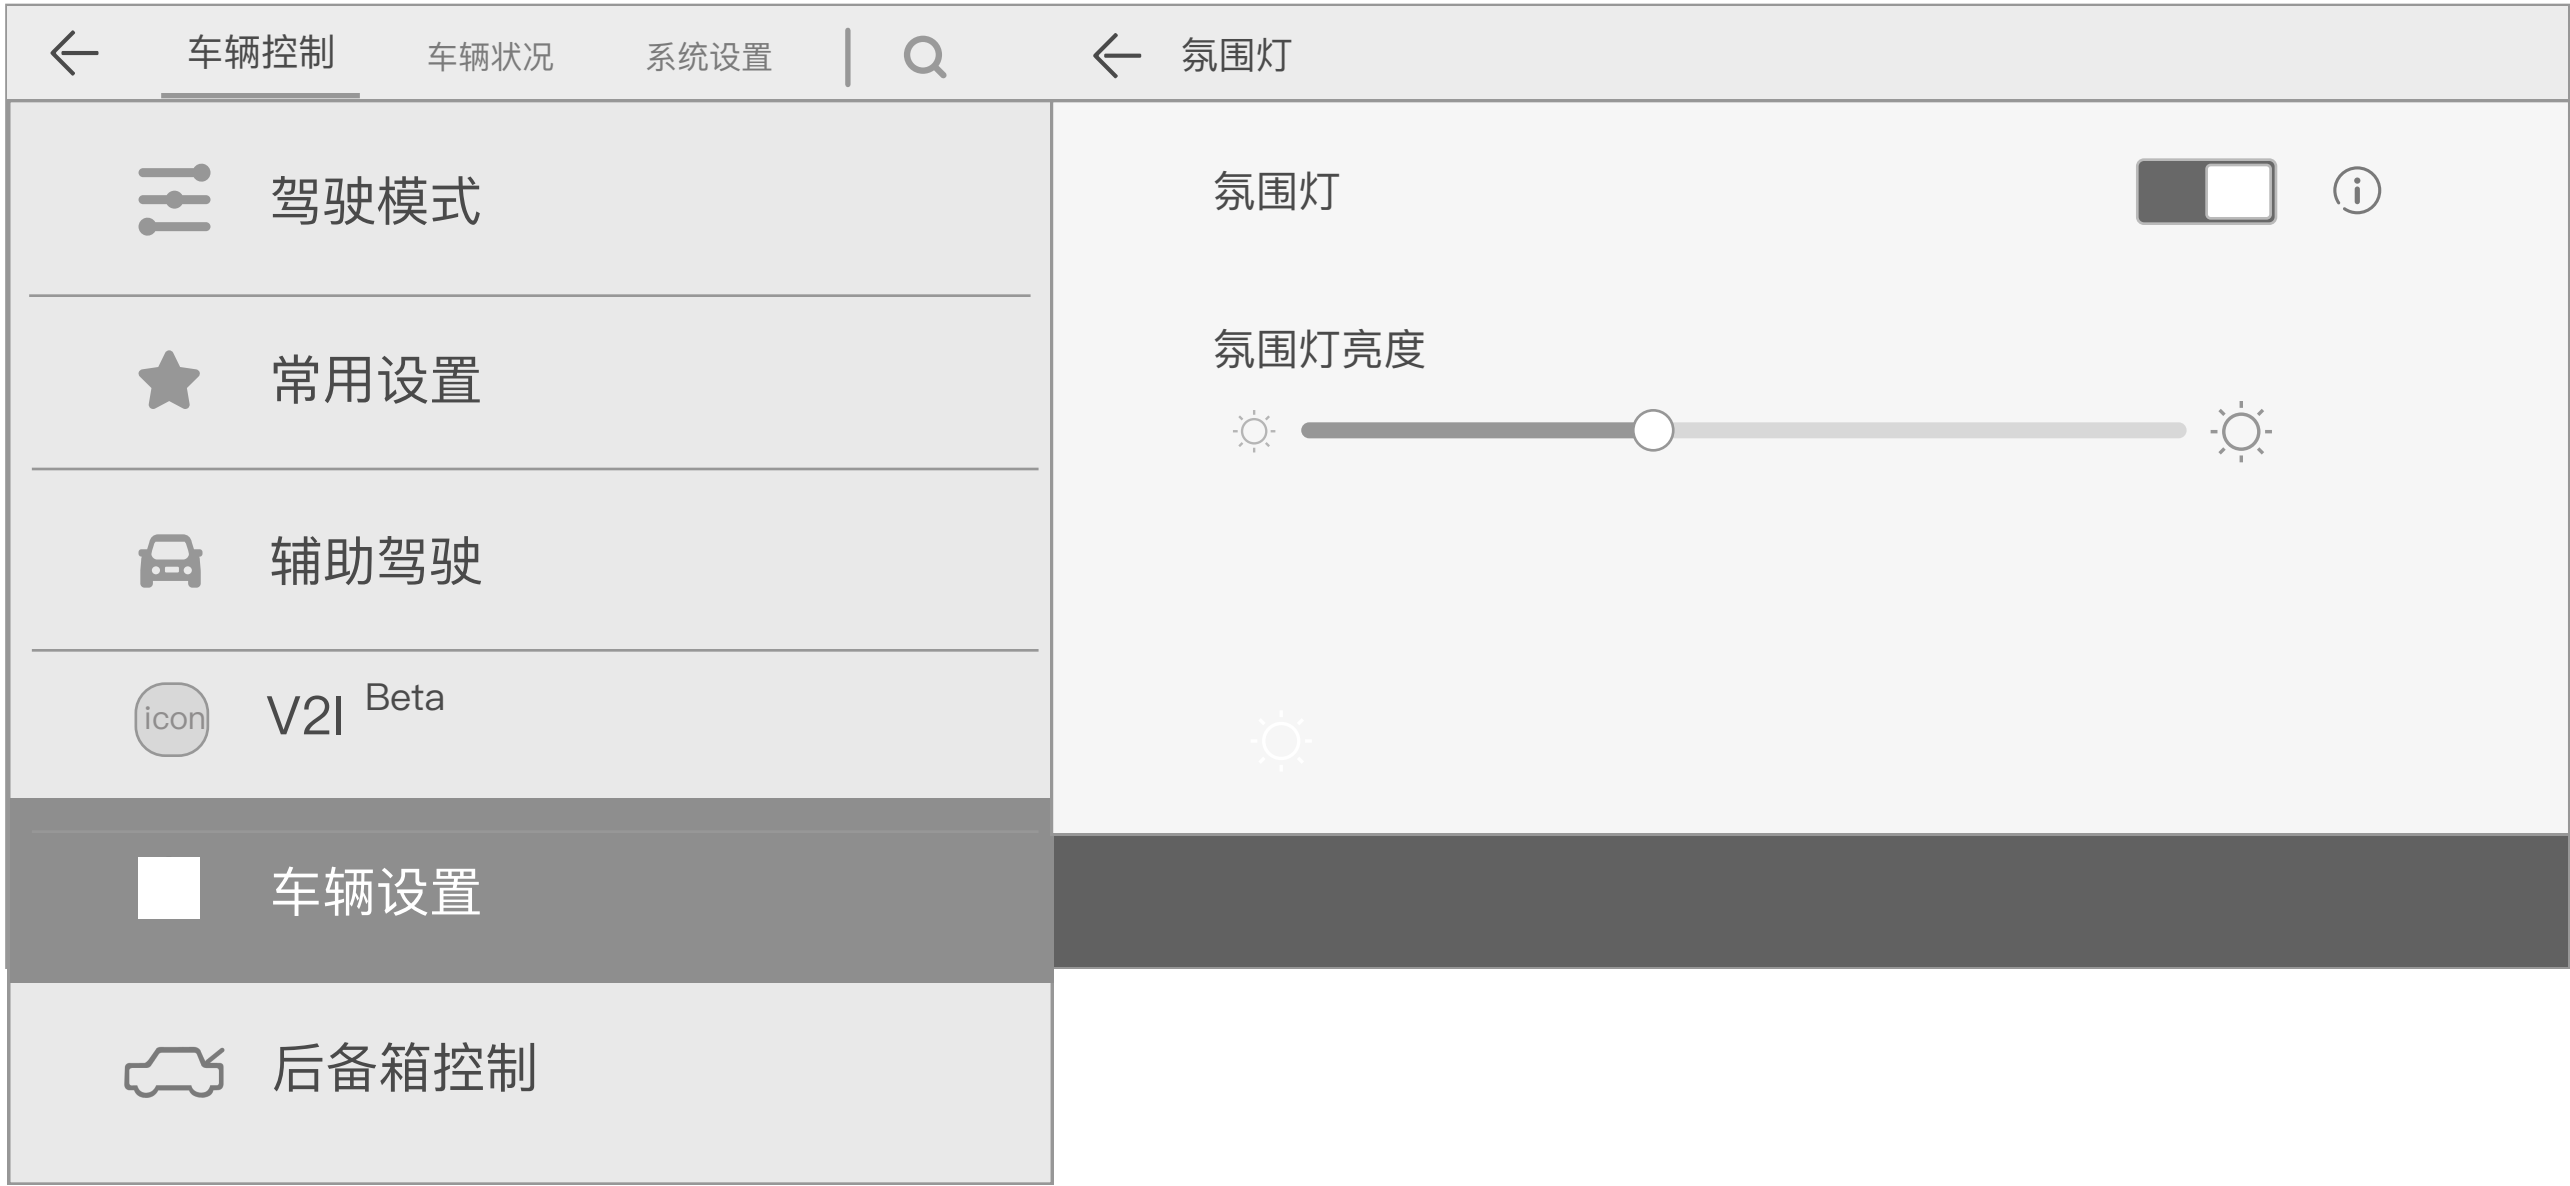 车辆控制
车辆状况
系统设置
氛围灯
驾驶模式
常用设置
辅助驾驶
icon
V2I Beta
车辆设置
后备箱控制
氛围灯
氛围灯亮度